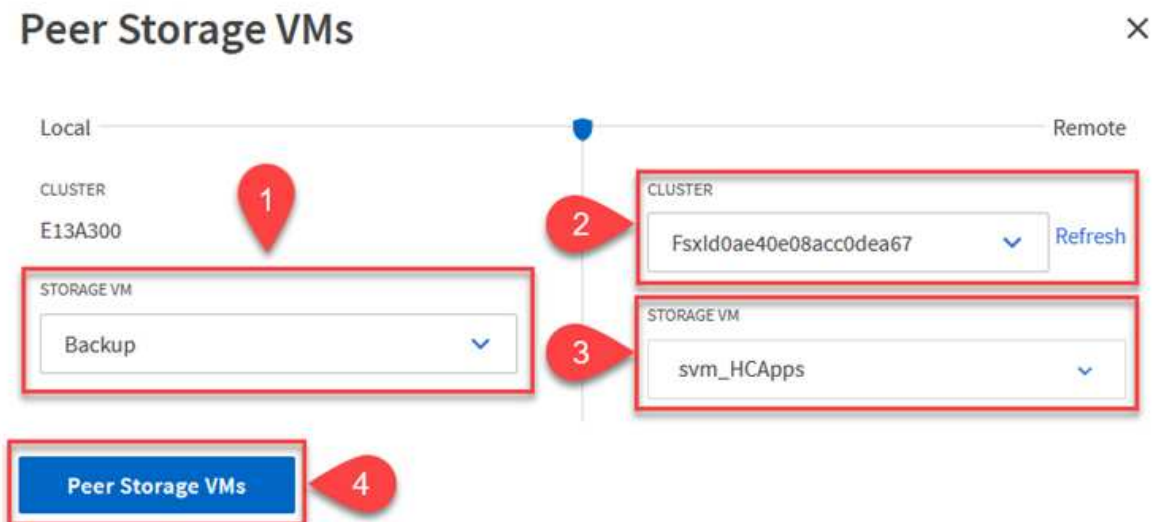 Peer Storage VMs
Local
Remote
CLUSTER
E13A300
1
STORAGE VM
Backup
2
CLUSTER
FsxId0ae40e08acc0dea67
Refresh
3
STORAGE VM
svm_HCApps
Peer Storage VMs
4